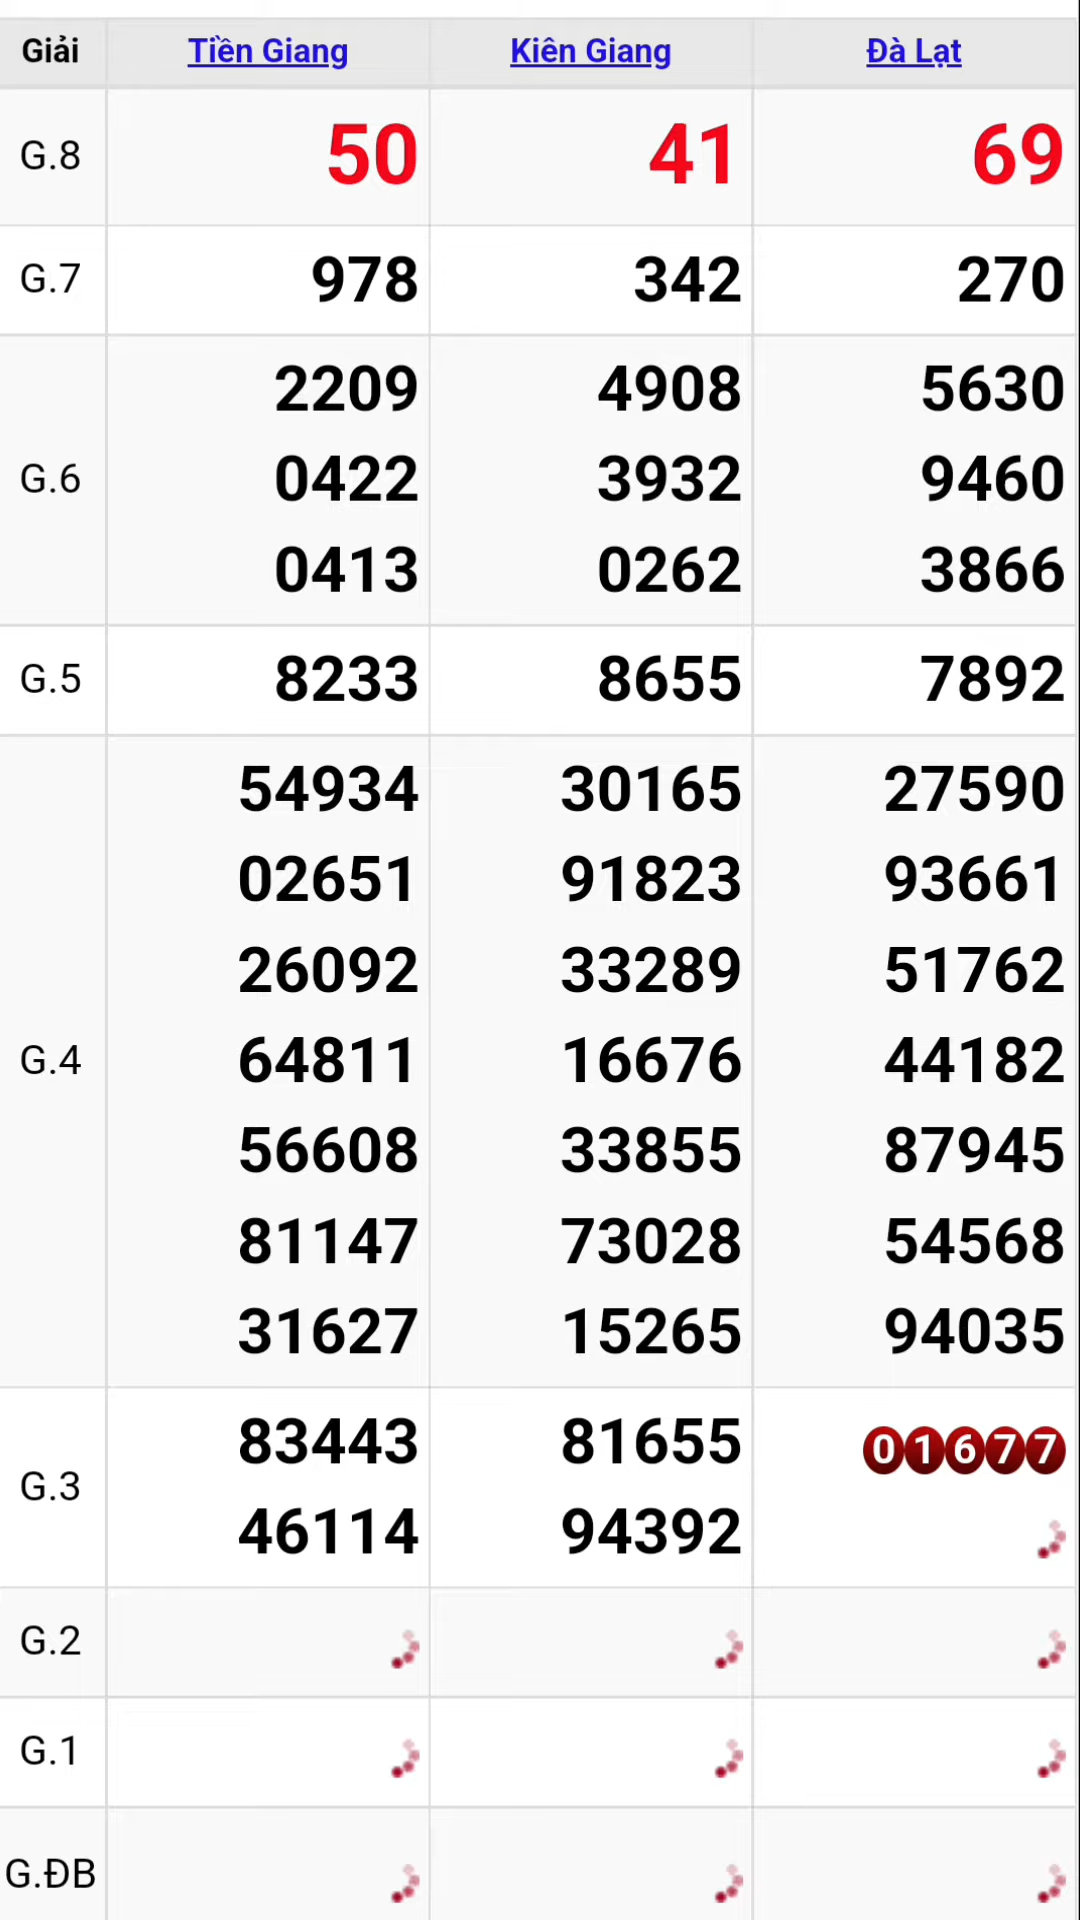 Giải Tiền Giang Kiên Giang Đà Lạt
G.8 50 41 69
G.7 978 342 270
2209 4908 5630
G.6 0422 3932 9460
0413 0262 3866
G.5 8233 8655 7892
54934 30165 27590
02651 91823 93661
26092 33289 51762
G.4 64811 16676 44182
56608 33855 87945
81147 73028 54568
31627 15265 94035
83443 81655 01677
G.3
46114 94392
G.2
G.1
G.ĐB